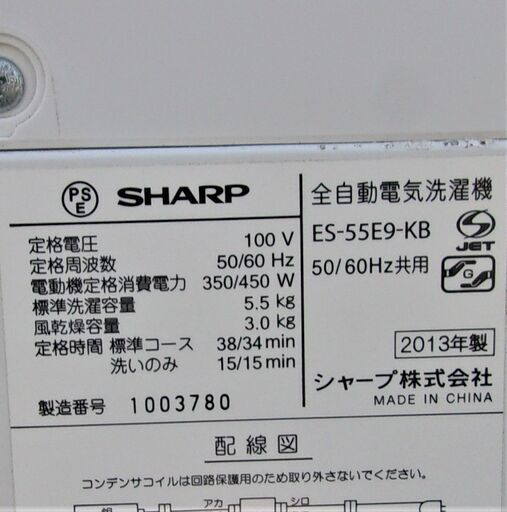 PS
E
SHARP
定格電圧 100 V
定格周波数 50/60 Hz
電動機定格消費電力 350/450 W
標準洗濯容量 5.5 kg
風乾燥容量 3.0 kg
定格時間 標準コース 38/34 min
洗いのみ 15/15 min
製造番号 1003780
全自動電気洗濯機
ES-55E9-KB
JET
50/60Hz共用
G
2013年製
シャープ株式会社
MADE IN CHINA
配線図
コンデンサコイルは回路保護用のため取り外さないでください。
アカ シロ